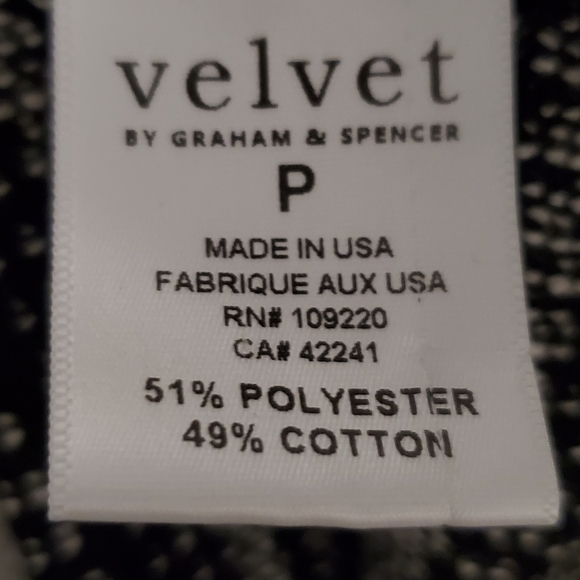 velvet
BY GRAHAM & SPENCER
P
MADE IN USA
FABRIQUE AUX USA
RN# 109220
CA# 42241
51% POLYESTER
49% COTTON